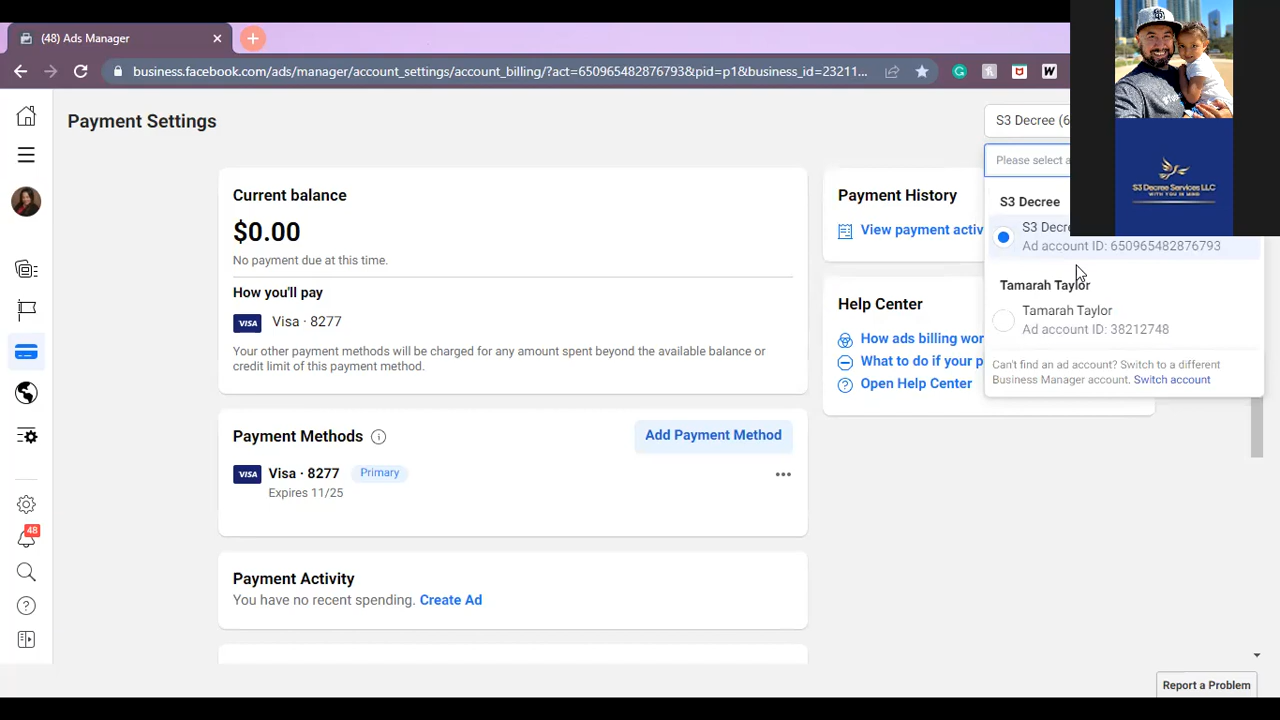 (48) Ads Manager
business.facebook.com/ads/manager/account_settings/account_billing/?act=650965482876793&pid=p1&business_id=23211...
Payment Settings
S3 Decree (6
Please select a
S3 Decree
S3 Decre
Ad account ID: 650965482876793
Tamarah Taylor
Tamarah Taylor
Ad account ID: 38212748
Can't find an ad account? Switch to a different
Business Manager account. Switch account
S3 Decree Services LLC
WITH YOU IN MIND
Current balance
$0.00
No payment due at this time.
How you'll pay
VISA Visa · 8277
Your other payment methods will be charged for any amount spent beyond the available balance or
credit limit of this payment method.
Payment History
View payment activ
Help Center
How ads billing wor
What to do if your p
Open Help Center
Payment Methods
Add Payment Method
VISA Visa · 8277 Primary
Expires 11/25
Payment Activity
You have no recent spending. Create Ad
48
Report a Problem